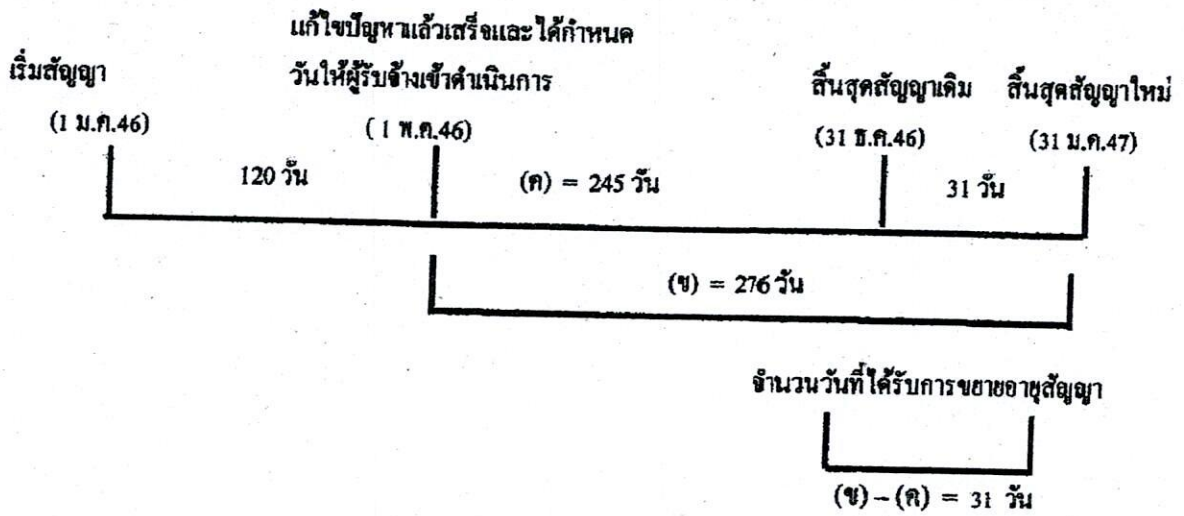 แก้ไขปัญหาแล้วเสร็จและได้กำหนด
วันให้ผู้รับจ้างเข้าดำเนินการ
เริ่มสัญญา
สิ้นสุดสัญญาเดิม
สิ้นสุดสัญญาใหม่
(1 ม.ค.46)
(1 พ.ค.46)
(31 ธ.ค.46)
(31 ม.ค.47)
120 วัน
(ค) = 245 วัน
31 วัน
(ข) = 276 วัน
จำนวนวันที่ได้รับการขยายอายุสัญญา
(ข) – (ค) = 31 วัน